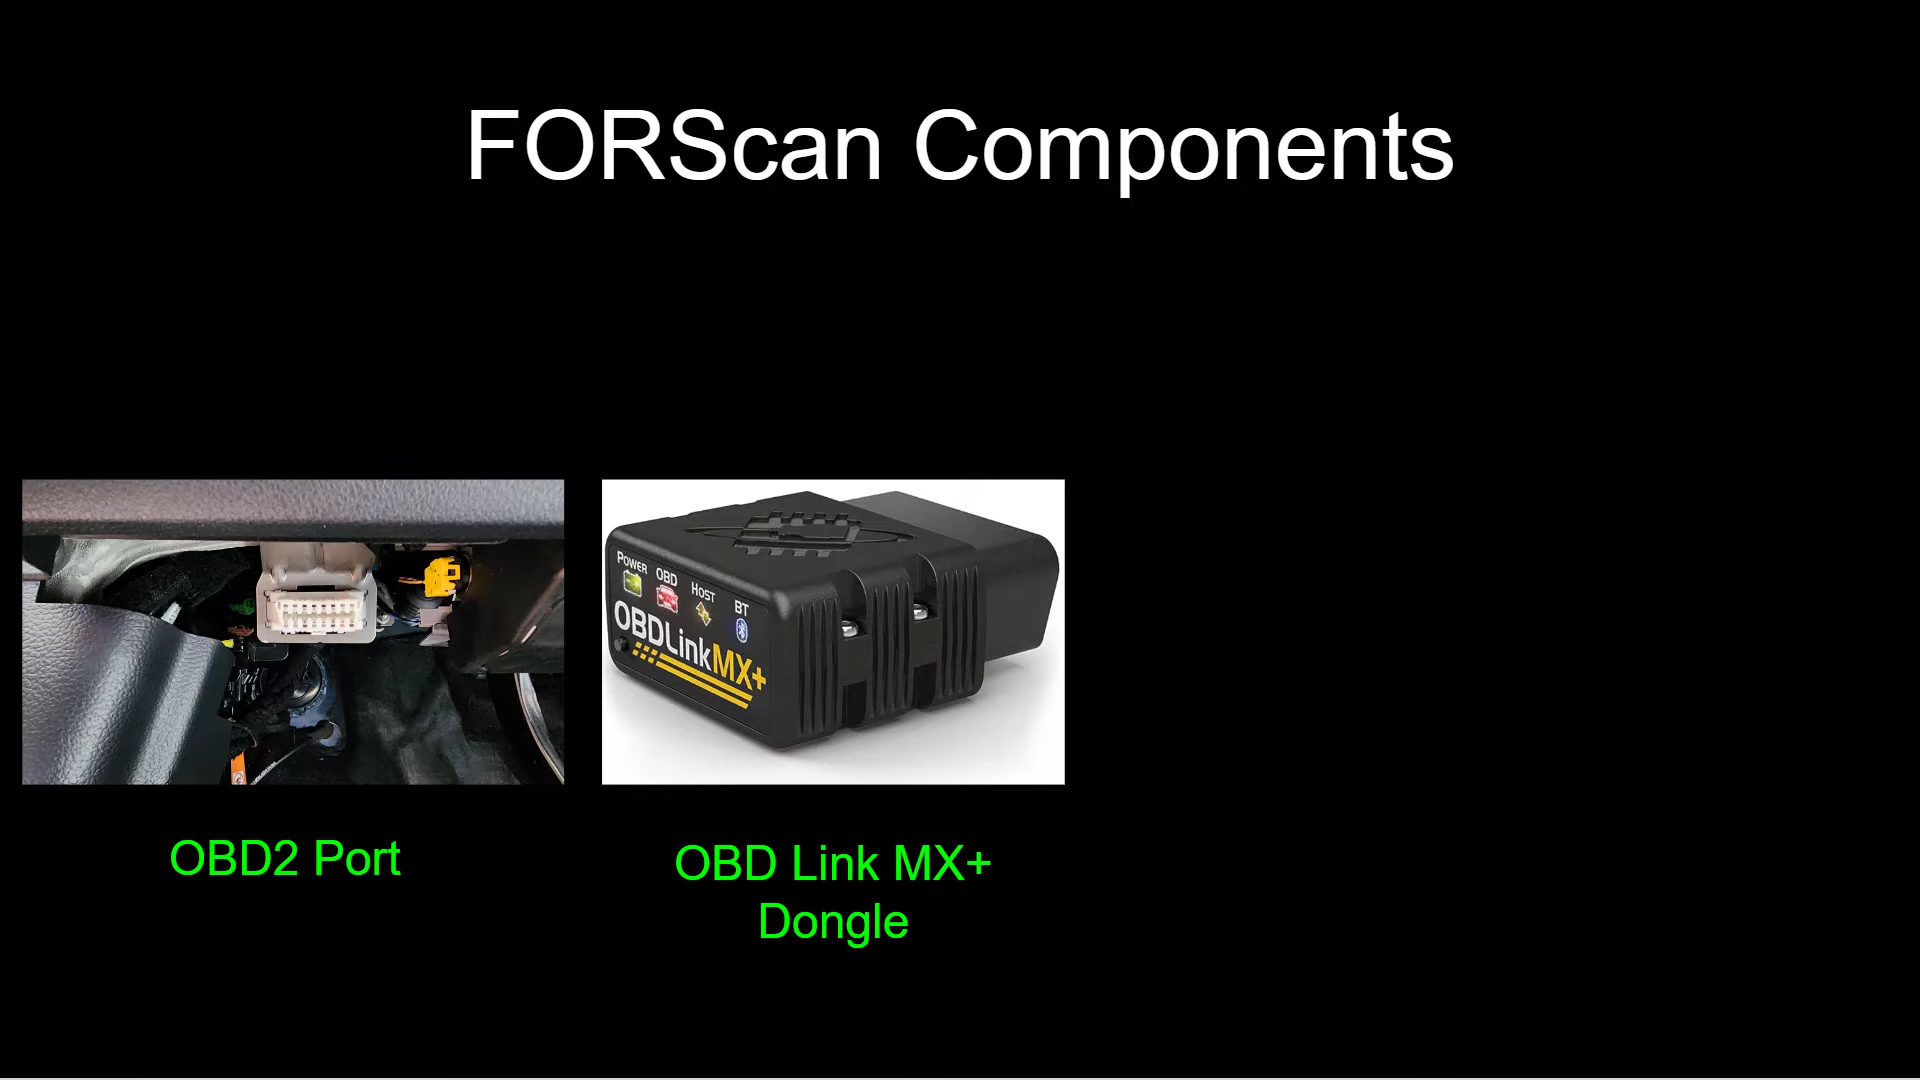 FORScan Components
POWER
OBD
HOST
BT
OBDLinkMX+
OBD2 Port
OBD Link MX+
Dongle